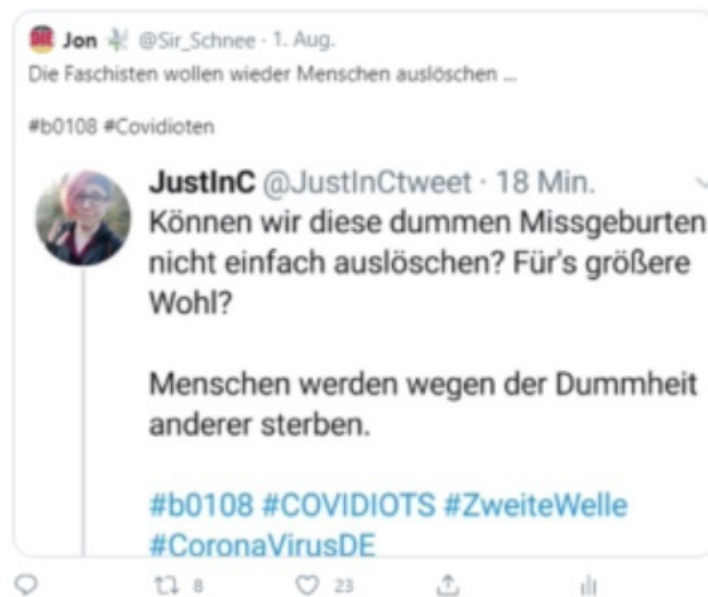 Jon @Sir_Schnee · 1. Aug.
Die Faschisten wollen wieder Menschen auslöschen ...
#b0108 #Covidioten
JustInC @JustInCtweet · 18 Min.
Können wir diese dummen Missgeburten
nicht einfach auslöschen? Für's größere
Wohl?
Menschen werden wegen der Dummheit
anderer sterben.
#b0108 #COVIDIOTS #ZweiteWelle
#CoronaVirusDE
8 23